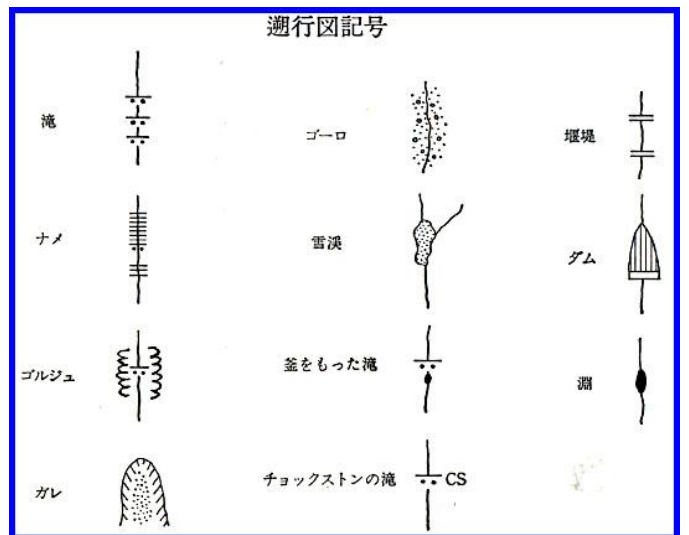 遡行図記号
滝
ゴーロ
堰堤
ナメ
雪渓
ダム
ゴルジュ
釜をもった滝
淵
ガレ
チョックストンの滝
CS